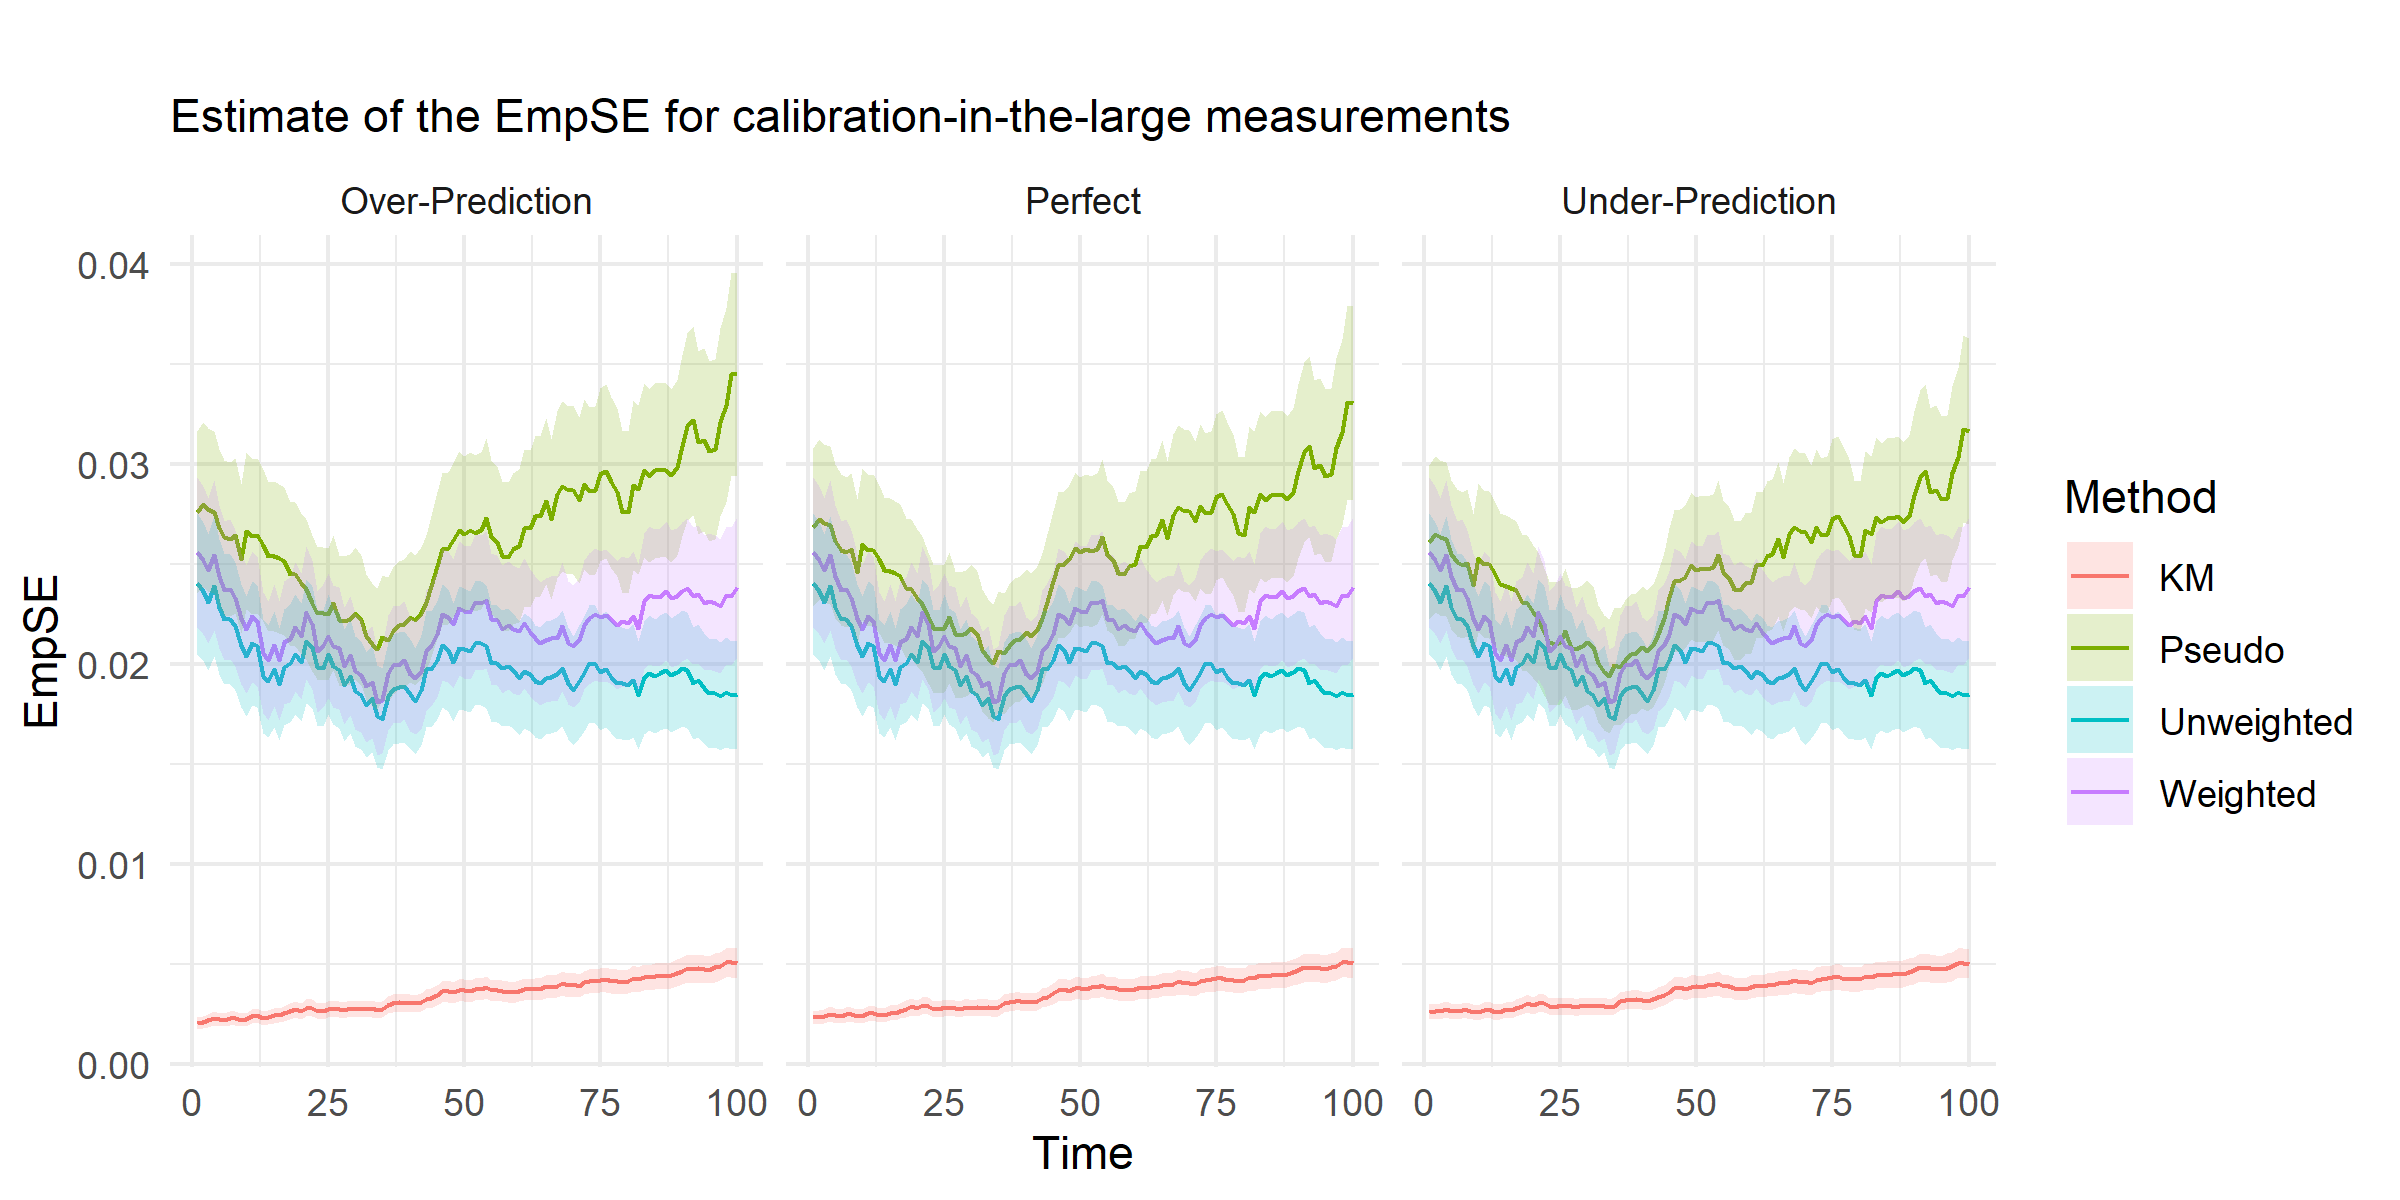 Estimate of the EmpSE for calibration-in-the-large measurements
Over-Prediction Perfect Under-Prediction
0.04
0.03
0.02
0.01
0.00
EmpSE
0 25 50 75 100 0 25 50 75 100 0 25 50 75 100
Time
Method
KM
Pseudo
Unweighted
Weighted